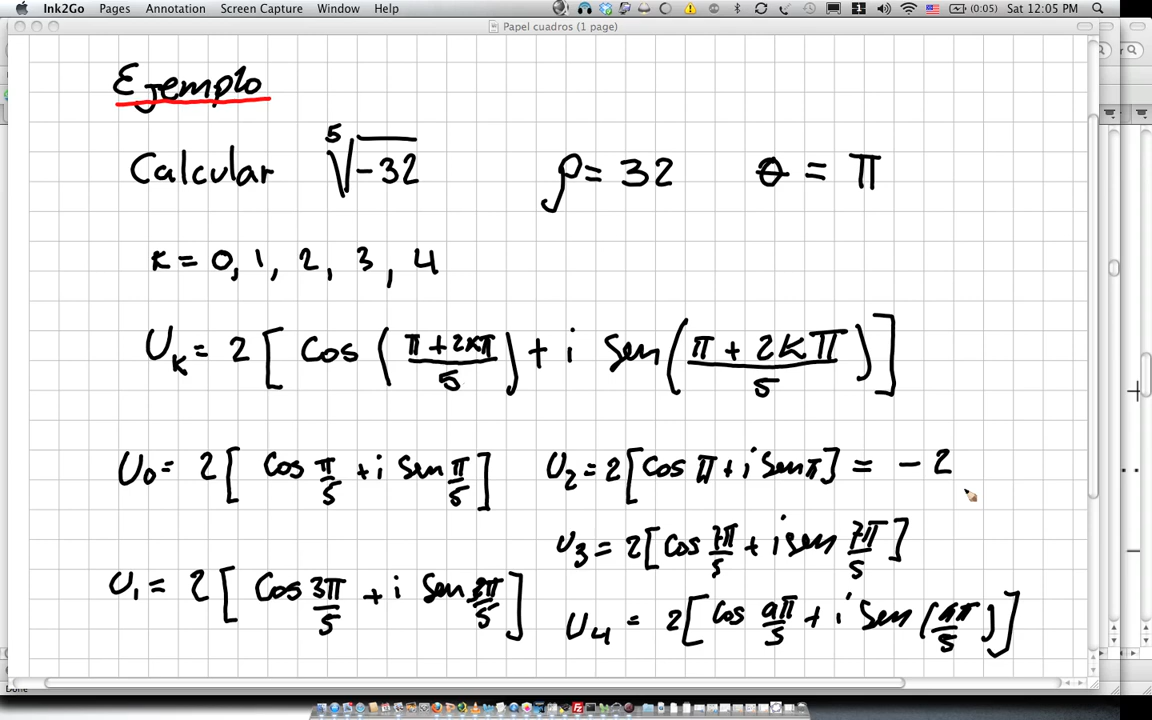 Ink2Go File Annotation Screen Capture Window Help (0:05) Sat 12:05 PM
Papel cuadros (1 page)
Ejemplo
Calcular ⁵√-32 ρ = 32 θ = π
K = 0, 1, 2, 3, 4
U_K = 2 [ Cos ( (π + 2Kπ)/5 ) + i Sen ( (π + 2Kπ)/5 ) ]
U0 = 2 [ Cos π/5 + i Sen π/5 ] U2 = 2 [ Cos π + i Sen π ] = -2
U3 = 2 [ Cos 7π/5 + i sen 7π/5 ]
U1 = 2 [ Cos 3π/5 + i Sen 3π/5 ]
U4 = 2 [ Cos 9π/5 + i Sen ( 9π/5 ) ]
Done